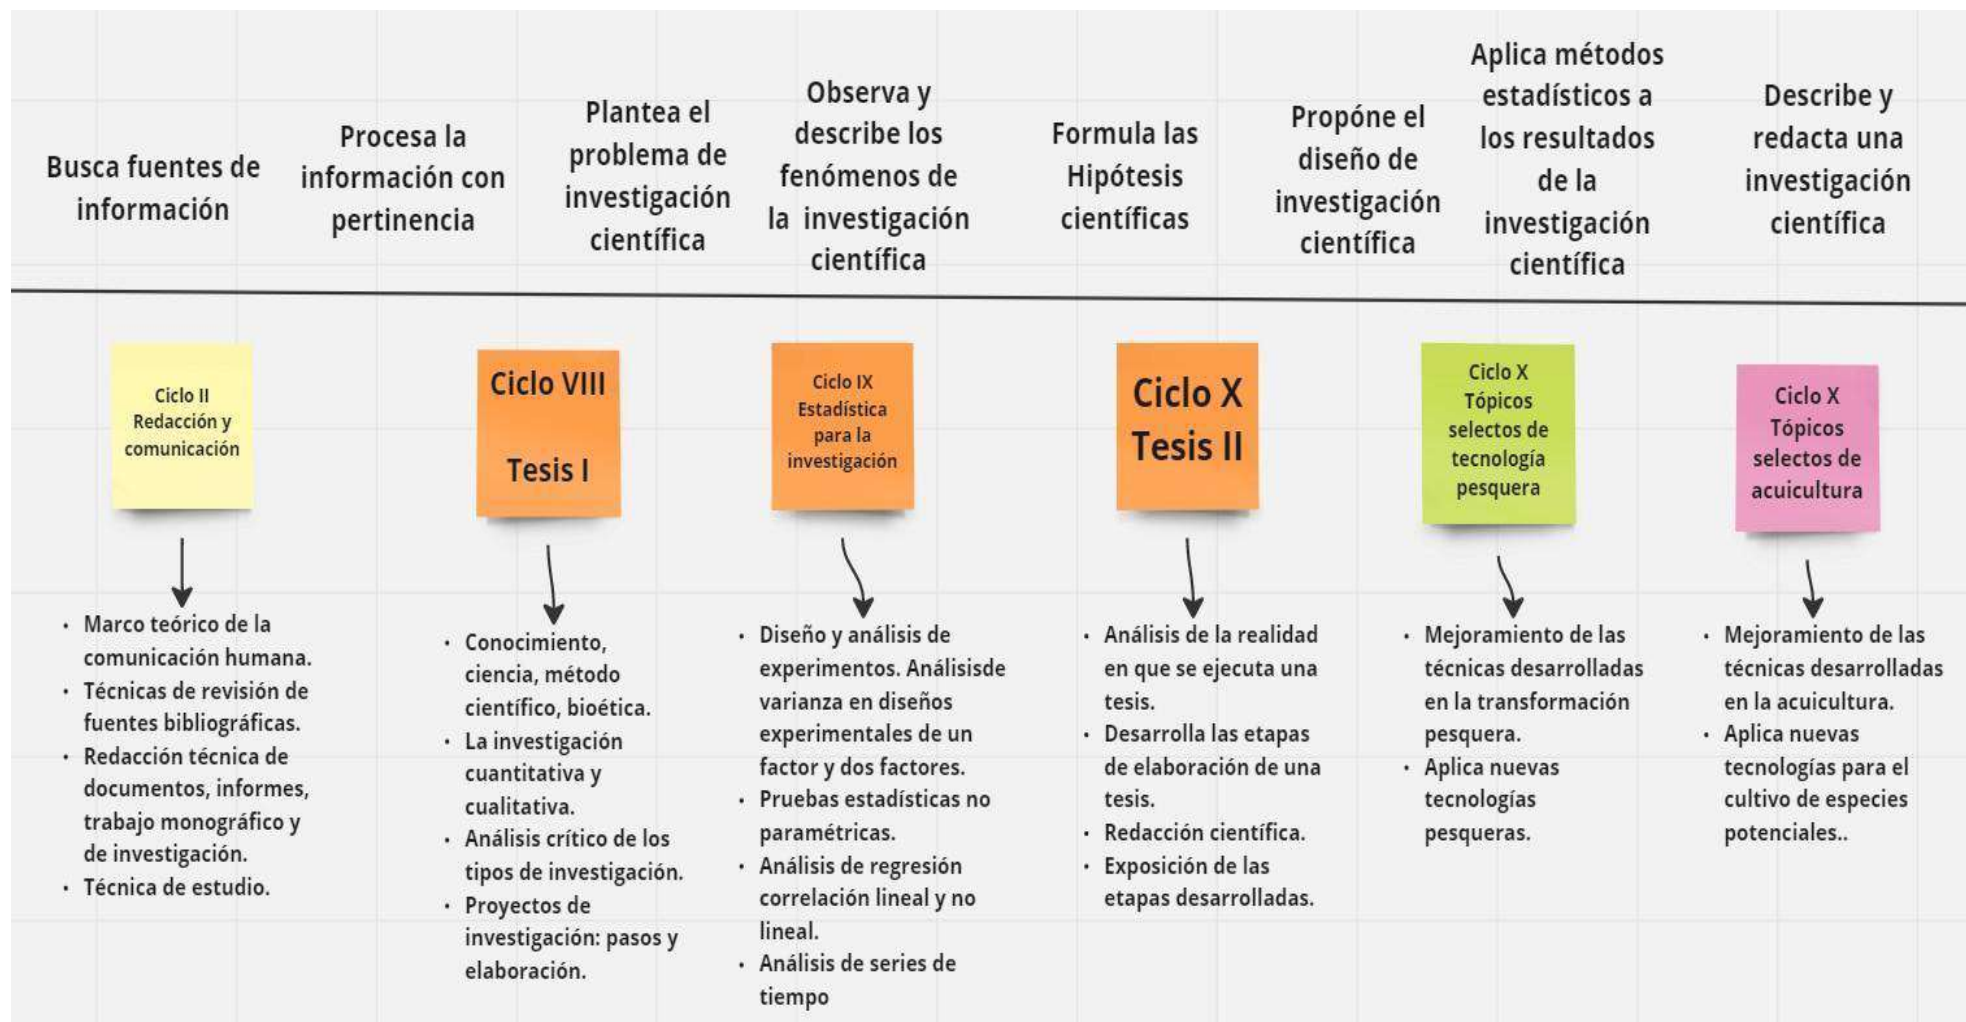 Busca fuentes de
información
Procesa la
información con
pertinencia
Plantea el
problema de
investigación
científica
Observa y
describe los
fenómenos de
la investigación
científica
Formula las
Hipótesis
científicas
Propóne el
diseño de
investigación
científica
Aplica métodos
estadísticos a
los resultados
de la
investigación
científica
Describe y
redacta una
investigación
científica
Ciclo II
Redacción y
comunicación
Ciclo VIII
Tesis I
Ciclo IX
Estadística
para la
investigación
Ciclo X
Tesis II
Ciclo X
Tópicos
selectos de
tecnología
pesquera
Ciclo X
Tópicos
selectos de
acuicultura
• Marco teórico de la
comunicación humana.
• Técnicas de revisión de
fuentes bibliográficas.
• Redacción técnica de
documentos, informes,
trabajo monográfico y
de investigación.
• Técnica de estudio.
• Conocimiento,
ciencia, método
científico, bioética.
• La investigación
cuantitativa y
cualitativa.
• Análisis crítico de los
tipos de investigación.
• Proyectos de
investigación: pasos y
elaboración.
• Diseño y análisis de
experimentos. Análisisde
varianza en diseños
experimentales de un
factor y dos factores.
• Pruebas estadísticas no
paramétricas.
• Análisis de regresión
correlación lineal y no
lineal.
• Análisis de series de
tiempo
• Análisis de la realidad
en que se ejecuta una
tesis.
• Desarrolla las etapas
de elaboración de una
tesis.
• Redacción científica.
• Exposición de las
etapas desarrolladas.
• Mejoramiento de las
técnicas desarrolladas
en la transformación
pesquera.
• Aplica nuevas
tecnologías
pesqueras.
• Mejoramiento de las
técnicas desarrolladas
en la acuicultura.
• Aplica nuevas
tecnologías para el
cultivo de especies
potenciales..